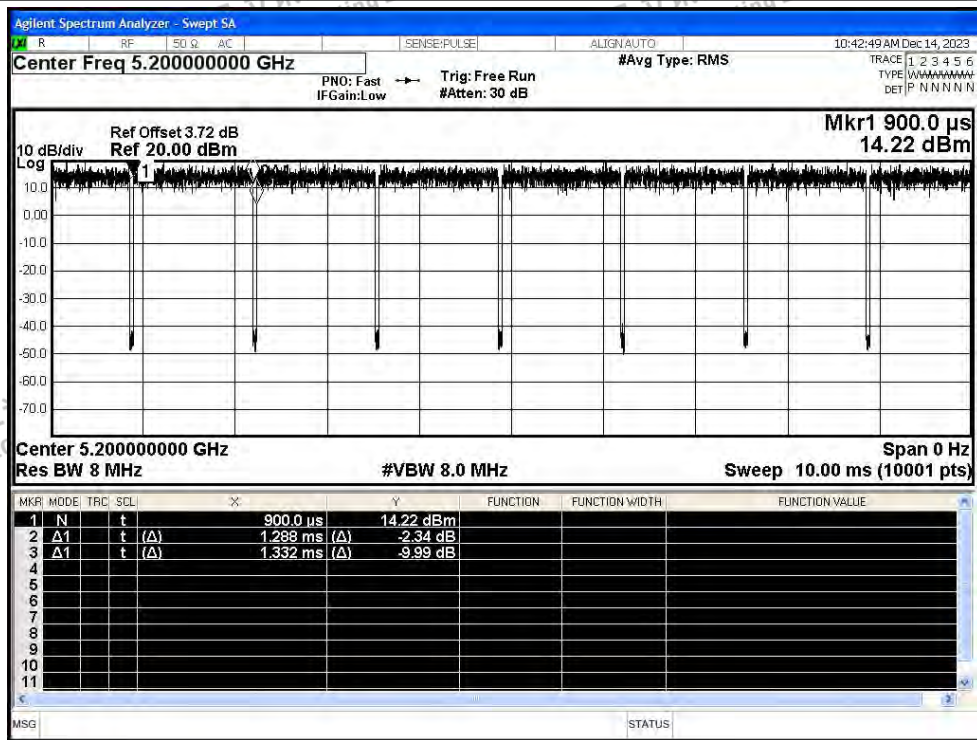 Agilent Spectrum Analyzer - Swept SA
R RF 50 Ω AC SENSE:PULSE ALIGN AUTO 10:42:49 AM Dec 14, 2023
Center Freq 5.200000000 GHz #Avg Type: RMS TRACE 1 2 3 4 5 6
PNO: Fast Trig: Free Run TYPE WWWWWW
IFGain:Low #Atten: 30 dB DET P N N N N N
Mkr1 900.0 µs
Ref Offset 3.72 dB
10 dB/div Ref 20.00 dBm 14.22 dBm
Log
1
10.0
0.00
-10.0
-20.0
-30.0
-40.0
-50.0
-60.0
-70.0
Center 5.200000000 GHz Span 0 Hz
Res BW 8 MHz #VBW 8.0 MHz Sweep 10.00 ms (10001 pts)
MKR MODE TRC SCL X Y FUNCTION FUNCTION WIDTH FUNCTION VALUE
1 N t 900.0 µs 14.22 dBm
2 Δ1 t (Δ) 1.288 ms (Δ) -2.34 dB
3 Δ1 t (Δ) 1.332 ms (Δ) -9.99 dB
4
5
6
7
8
9
10
11
MSG STATUS